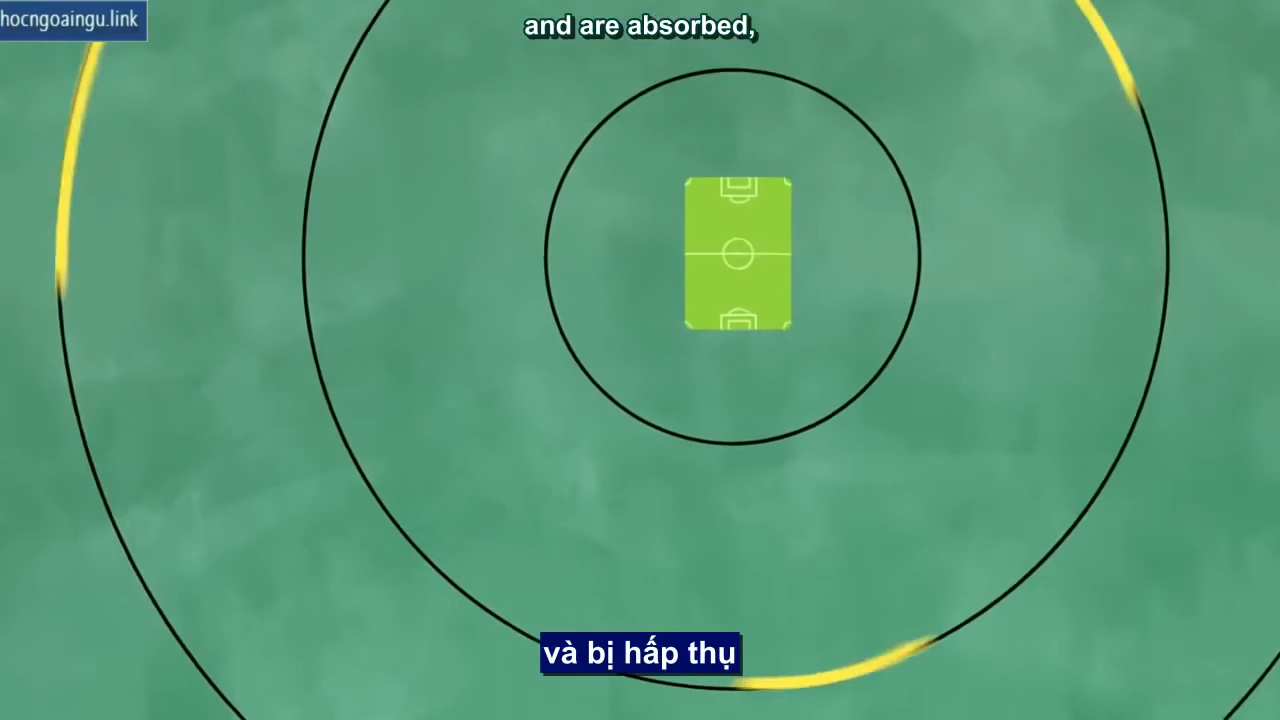 hocngoaingu.link
and are absorbed,
và bị hấp thụ